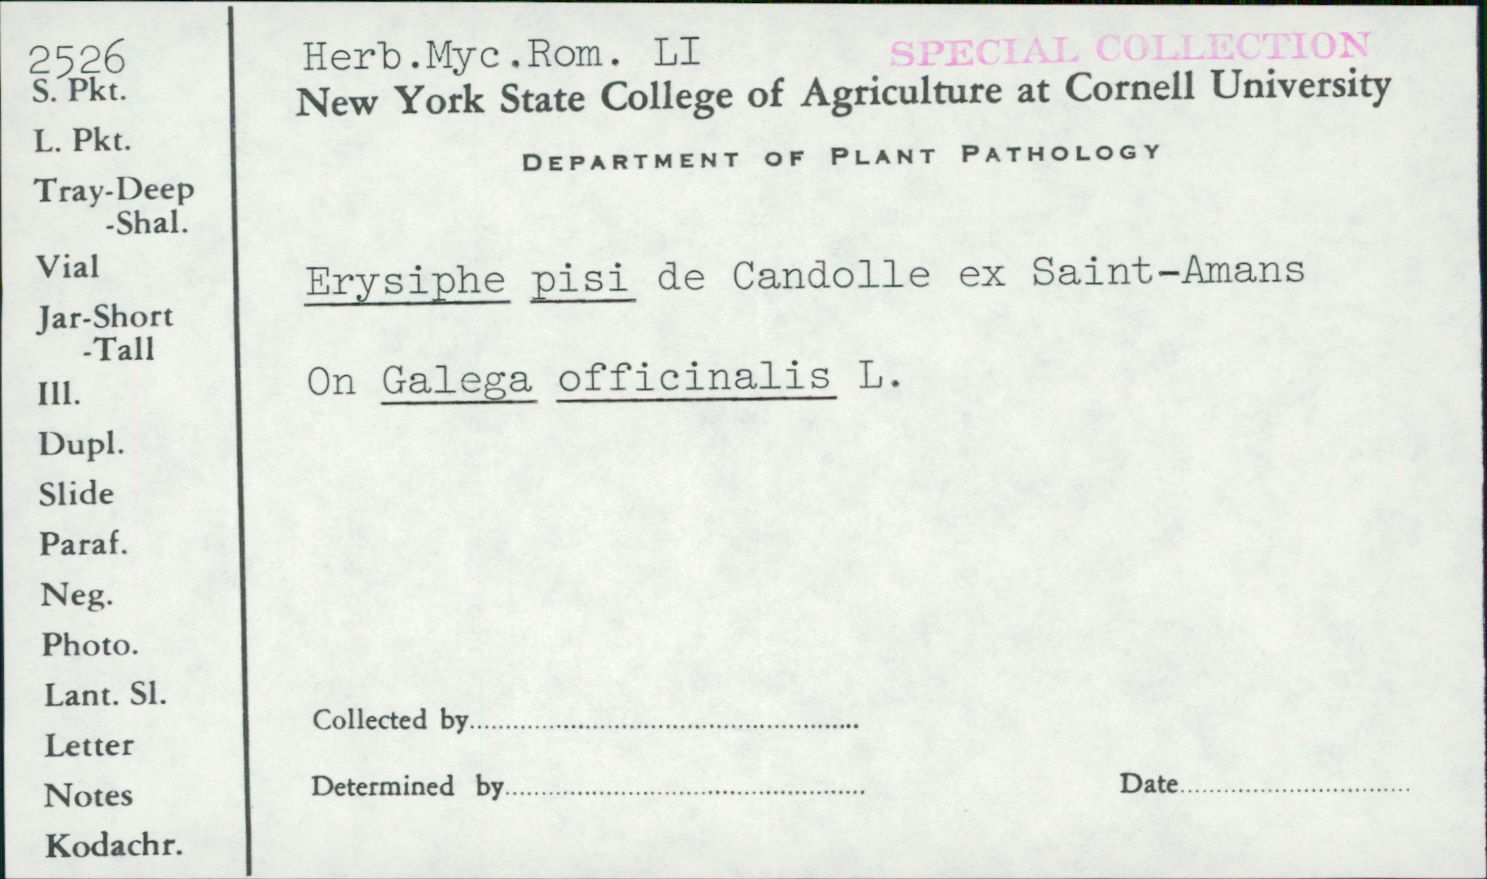 2526
S. Pkt.
L. Pkt.
Tray-Deep
-Shal.
Vial
Jar-Short
-Tall
Ill.
Dupl.
Slide
Paraf.
Neg.
Photo.
Lant. Sl.
Letter
Notes
Kodachr.
Herb.Myc.Rom. LI
SPECIAL COLLECTION
New York State College of Agriculture at Cornell University
DEPARTMENT OF PLANT PATHOLOGY
Erysiphe pisi de Candolle ex Saint-Amans
On Galega officinalis L.
Collected by
Determined by
Date